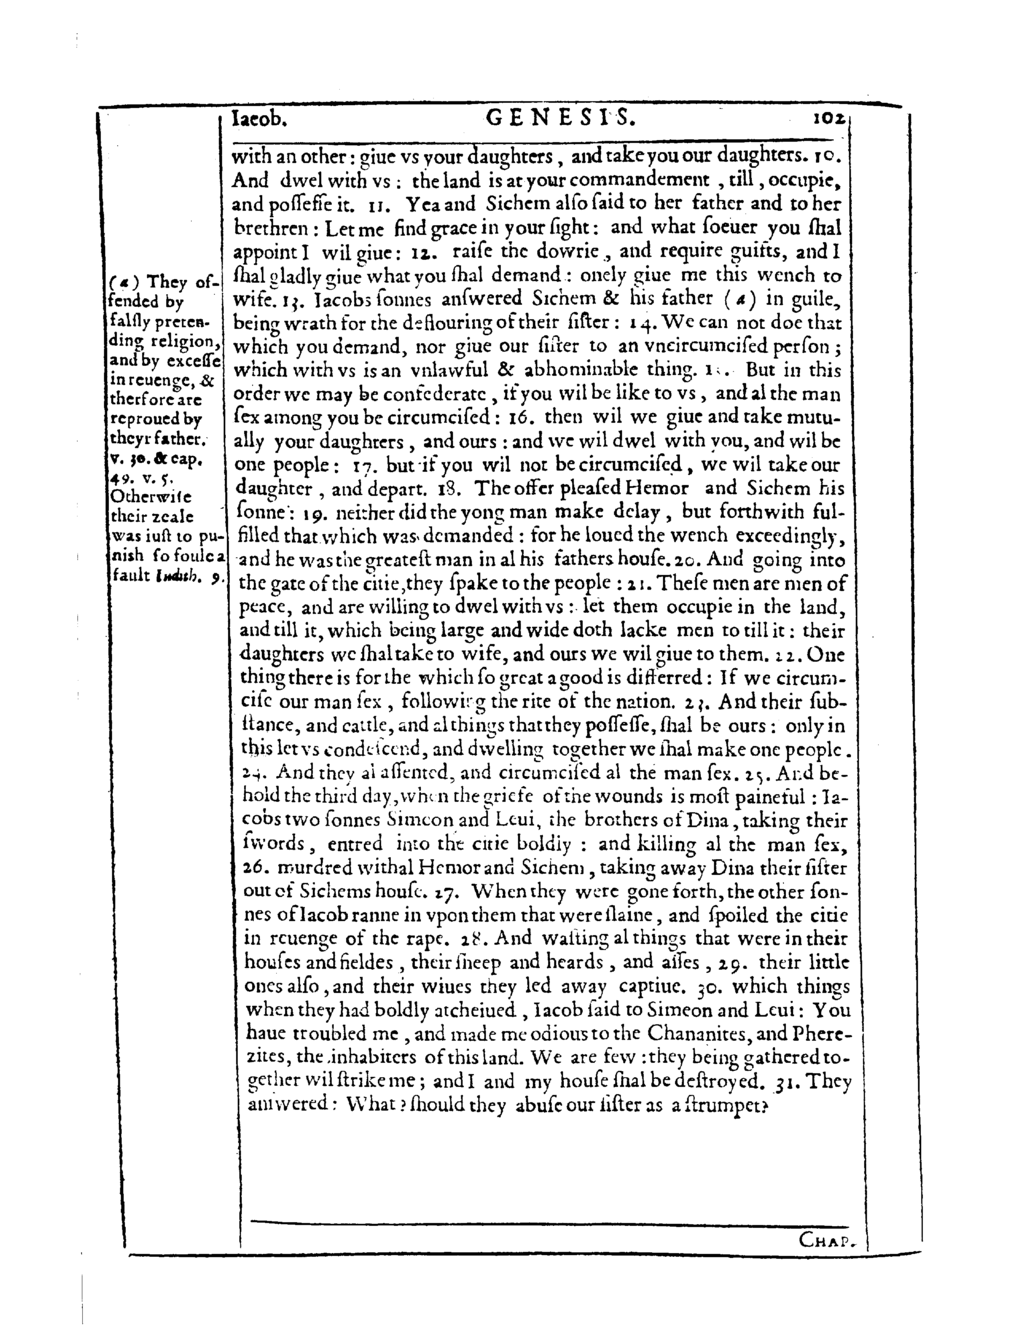 Iacob. GENESIS. 102
with an other: giue vs your daughters, and take you our daughters. 10.
And dwel with vs: the land is at your commandement, till, occupie,
and poſſeſſe it. 11. Yea and Sichem alſo ſaid to her father and to her
brethren: Let me find grace in your ſight: and what ſoeuer you ſhal
appoint I wil giue: 12. raiſe the dowrie, and require guifts, and I
ſhal gladly giue what you ſhal demand: onely giue me this wench to
wife. 13. Iacobs ſonnes anſwered Sichem & his father (a) in guile,
being wrath for the deflouring of their ſiſter: 14. We can not doe that
which you demand, nor giue our ſiſter to an vncircumciſed perſon;
which with vs is an vnlawful & abhominable thing. 15. But in this
order we may be confederate, if you wil be like to vs, and al the man
ſex among you be circumciſed: 16. then wil we giue and take mutu-
ally your daughters, and ours: and we wil dwel with you, and wil be
one people: 17. but if you wil not be circumciſed, we wil take our
daughter, and depart. 18. The offer pleaſed Hemor and Sichem his
ſonne: 19. neither did the yong man make delay, but forthwith ful-
filled that which was demanded: for he loued the wench exceedingly,
and he was the greateſt man in al his fathers houſe. 20. And going into
the gate of the citie, they ſpake to the people: 21. Theſe men are men of
peace, and are willing to dwel with vs: let them occupie in the land,
and till it, which being large and wide doth lacke men to till it: their
daughters we ſhal take to wife, and ours we wil giue to them. 22. One
thing there is for the which ſo great a good is differred: If we circum-
ciſe our man ſex, following the rite of the nation. 23. And their ſub-
ſtance, and cattle, and al things that they poſſeſſe, ſhal be ours: only in
this let vs condeſcend, and dwelling together we ſhal make one people.
24. And they al aſſented, and circumciſed al the man ſex. 25. And be-
hold the third day, when the griefe of the wounds is moſt paineful: Ia-
cobs two ſonnes Simeon and Leui, the brothers of Dina, taking their
ſwords, entred into the citie boldly: and killing al the man ſex,
26. murdred withal Hemor and Sichem, taking away Dina their ſiſter
out of Sichems houſe. 27. When they were gone forth, the other ſon-
nes of Iacob ranne in vpon them that were ſlaine, and ſpoiled the citie
in reuenge of the rape. 28. And waſting al things that were in their
houſes and fieldes, their ſheep and heards, and aſſes, 29. their little
ones alſo, and their wiues they led away captiue. 30. which things
when they had boldly atcheiued, Iacob ſaid to Simeon and Leui: You
haue troubled me, and made me odious to the Chananites, and Phere-
zites, the inhabiters of this land. We are few: they being gathered to-
gether wil ſtrike me; and I and my houſe ſhal be deſtroyed. 31. They
anſwered: What? ſhould they abuſe our ſiſter as a ſtrumpet?
(a) They of-
fended by
falſly preten-
ding religion,
and by exceſſe
in reuenge, &
therfore are
reproued by
theyr father.
v. 30. & cap.
49. v. 5.
Otherwiſe
their zeale
was iuſt to pu-
niſh ſo foule a
fault Iudith. 9.
CHAP.